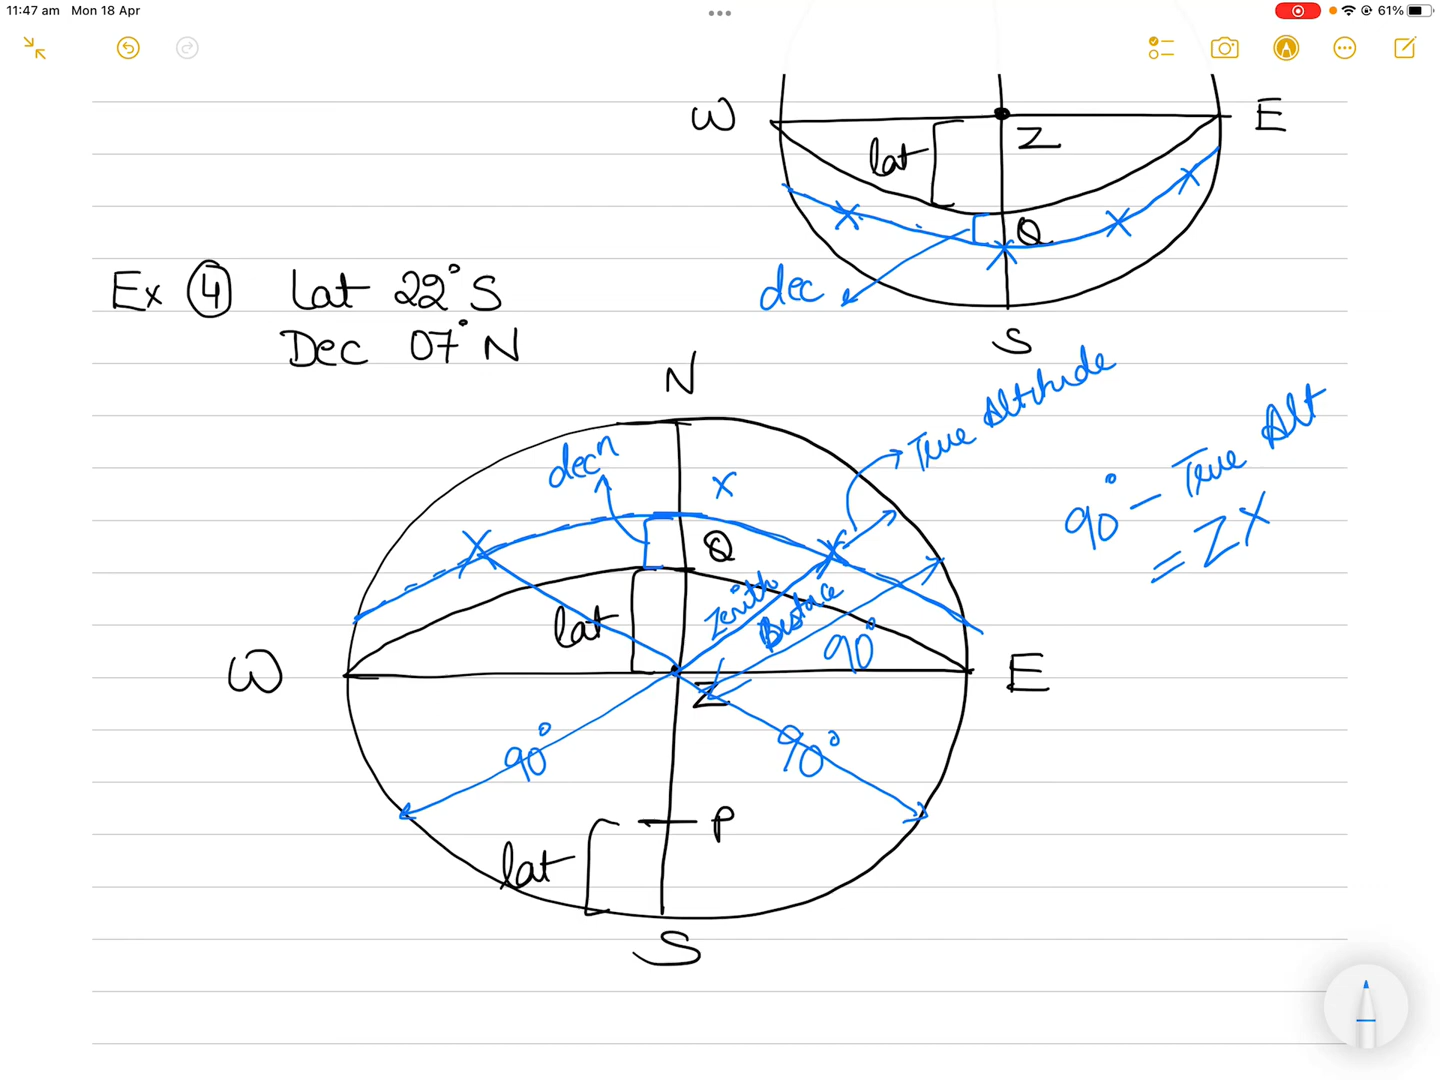 11:47 am Mon 18 Apr
61%
W
E
Z
lat
Q
dec
S
Ex 4 Lat 22° S
Dec 07° N
N
True Altitude
decⁿ
x
90° - True Alt
= ZX
Q
Zenith
Distance
lat
90°
W
E
Z
90°
90°
P
lat
S